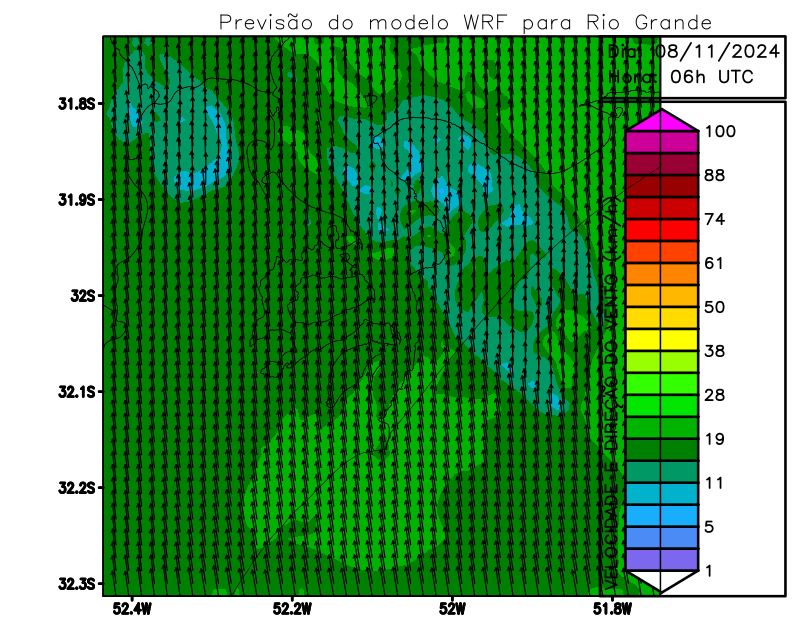 Previsão do modelo WRF para Rio Grande
Dia: 08/11/2024
Hora: 06h UTC
31.8S
31.9S
32S
32.1S
32.2S
32.3S
52.4W
52.2W
52W
51.8W
VELOCIDADE E DIREÇÃO DO VENTO (km/h)
100
88
74
61
50
38
28
19
11
5
1